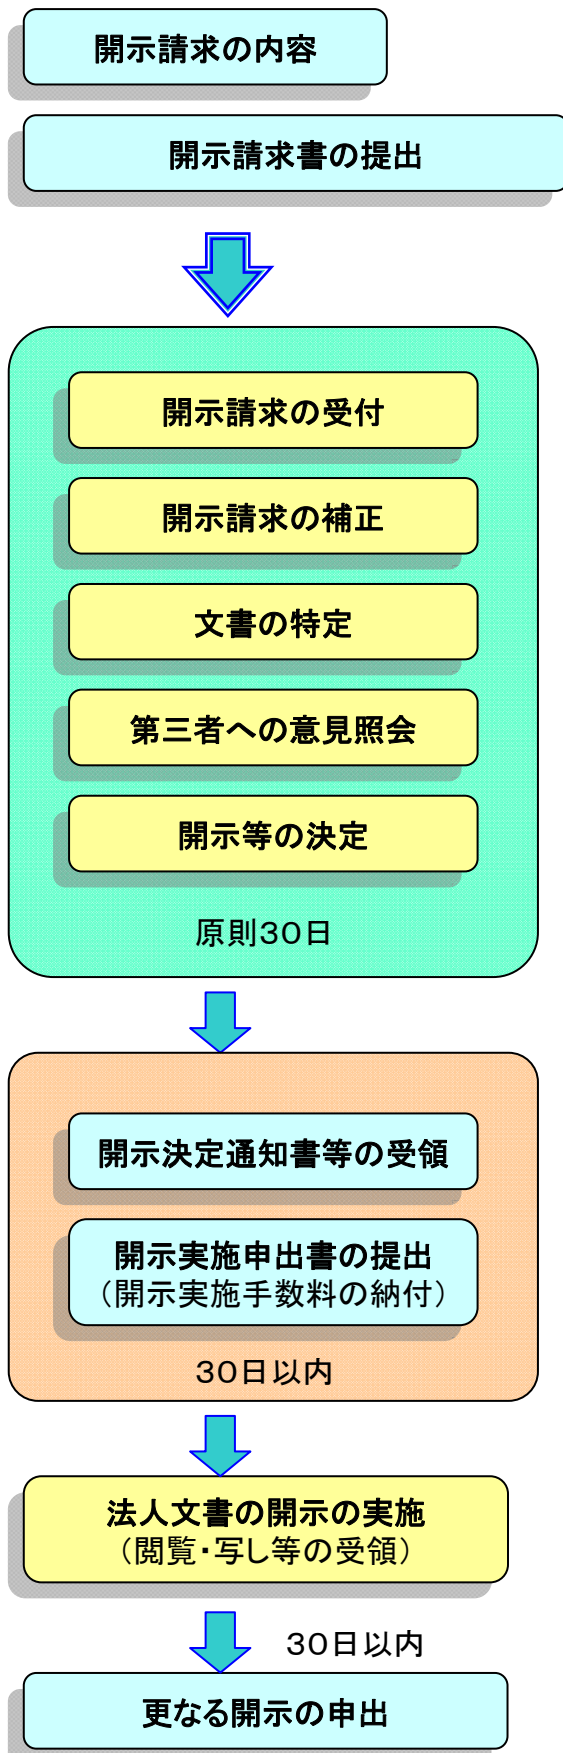 開示請求の内容
開示請求書の提出
開示請求の受付
開示請求の補正
文書の特定
第三者への意見照会
開示等の決定
原則30日
開示決定通知書等の受領
開示実施申出書の提出
（開示実施手数料の納付）
30日以内
法人文書の開示の実施
（閲覧・写し等の受領）
30日以内
更なる開示の申出